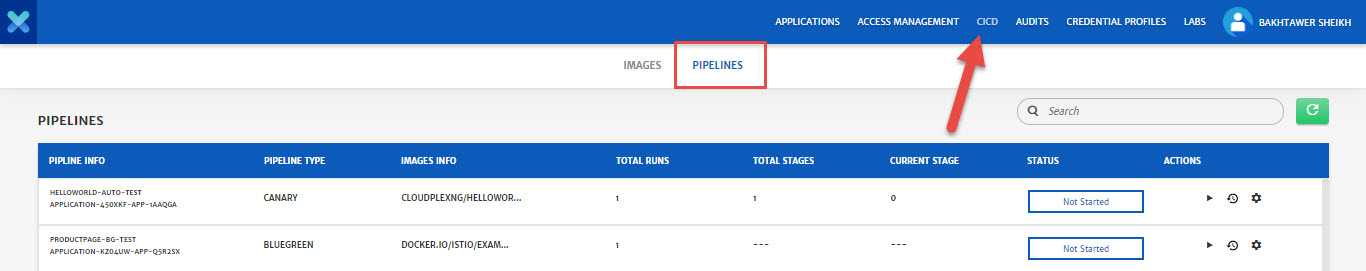 APPLICATIONS ACCESS MANAGEMENT CICD AUDITS CREDENTIAL PROFILES LABS BAKHTAWER SHEIKH
IMAGES PIPELINES
PIPELINES Search
PIPLINE INFO PIPELINE TYPE IMAGES INFO TOTAL RUNS TOTAL STAGES CURRENT STAGE STATUS ACTIONS
HELLOWORLD-AUTO-TEST
APPLICATION-450XKF-APP-1AAQGA CANARY CLOUDPLEXNG/HELLOWOR... 1 1 0 Not Started
PRODUCTPAGE-BG-TEST
APPLICATION-KZ04UW-APP-Q5R2SX BLUEGREEN DOCKER.IO/ISTIO/EXAM... 1 --- --- Not Started